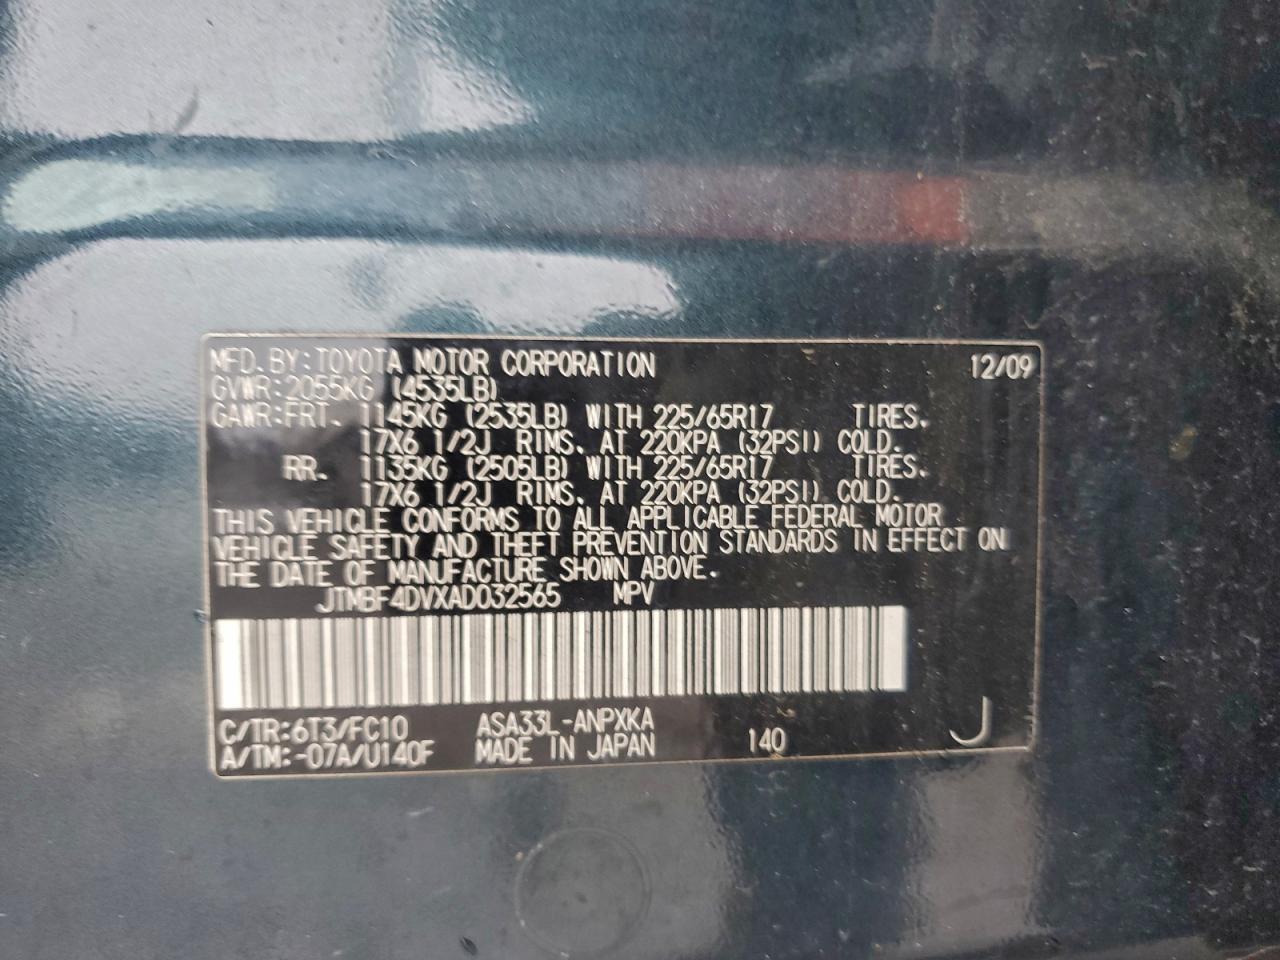 MFD. BY: TOYOTA MOTOR CORPORATION 12/09
GVWR: 2055KG (4535LB)
GAWR: FRT. 1145KG (2535LB) WITH 225/65R17 TIRES.
17X6 1/2J RIMS. AT 220KPA (32PSI) COLD.
RR. 1135KG (2505LB) WITH 225/65R17 TIRES.
17X6 1/2J RIMS. AT 220KPA (32PSI) COLD.
THIS VEHICLE CONFORMS TO ALL APPLICABLE FEDERAL MOTOR
VEHICLE SAFETY AND THEFT PREVENTION STANDARDS IN EFFECT ON
THE DATE OF MANUFACTURE SHOWN ABOVE.
JTMBF4DVXAD032565 MPV
C/TR: 6T3/FC10 ASA33L-ANPXKA
A/TM: -07A/U140F MADE IN JAPAN 140 J